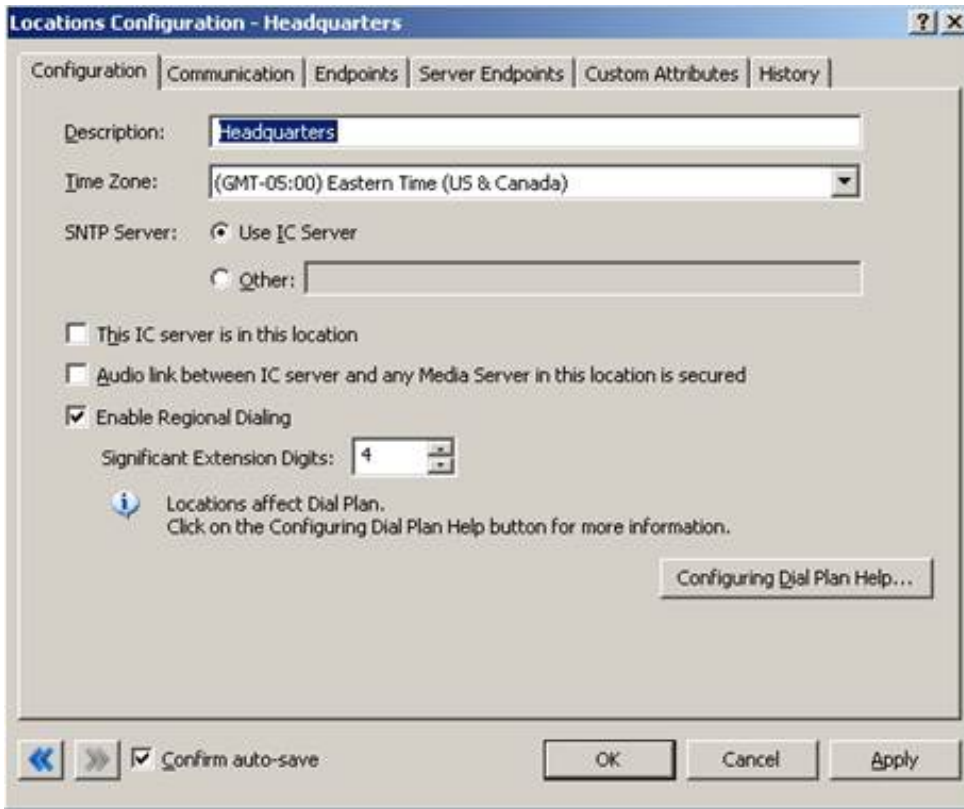 Locations Configuration - Headquarters
Configuration Communication Endpoints Server Endpoints Custom Attributes History
Description: Headquarters
Time Zone: (GMT-05:00) Eastern Time (US & Canada)
SNTP Server: Use IC Server
Other:
This IC server is in this location
Audio link between IC server and any Media Server in this location is secured
Enable Regional Dialing
Significant Extension Digits: 4
Locations affect Dial Plan.
Click on the Configuring Dial Plan Help button for more information.
Configuring Dial Plan Help...
Confirm auto-save OK Cancel Apply